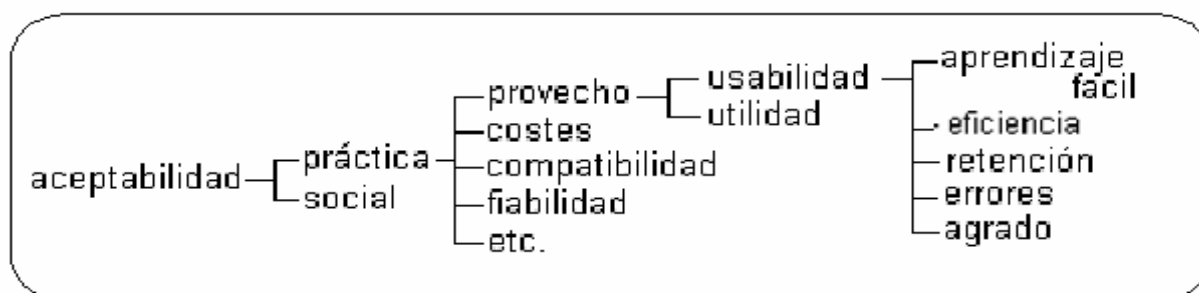 aceptabilidad
práctica
social
provecho
costes
compatibilidad
fiabilidad
etc.
usabilidad
utilidad
aprendizaje
fácil
eficiencia
retención
errores
agrado